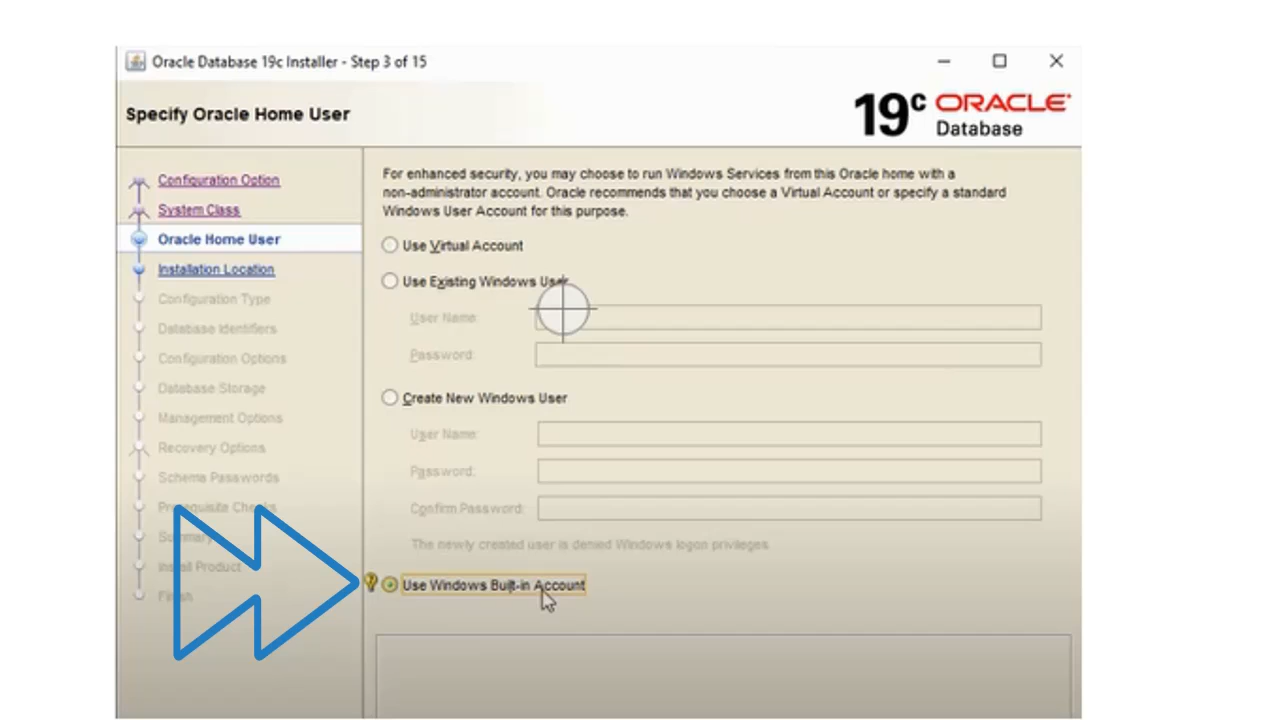 Oracle Database 19c Installer - Step 3 of 15
Specify Oracle Home User
19c ORACLE
Database
Configuration Option
System Class
Oracle Home User
Installation Location
Configuration Type
Database Identifiers
Configuration Options
Database Storage
Management Options
Recovery Options
Schema Passwords
Prerequisite Checks
Summary
Install Product
Finish
For enhanced security, you may choose to run Windows Services from this Oracle home with a
non-administrator account. Oracle recommends that you choose a Virtual Account or specify a standard
Windows User Account for this purpose.
Use Virtual Account
Use Existing Windows User
User Name:
Password:
Create New Windows User
User Name:
Password:
Confirm Password:
The newly created user is denied Windows logon privileges.
Use Windows Built-in Account